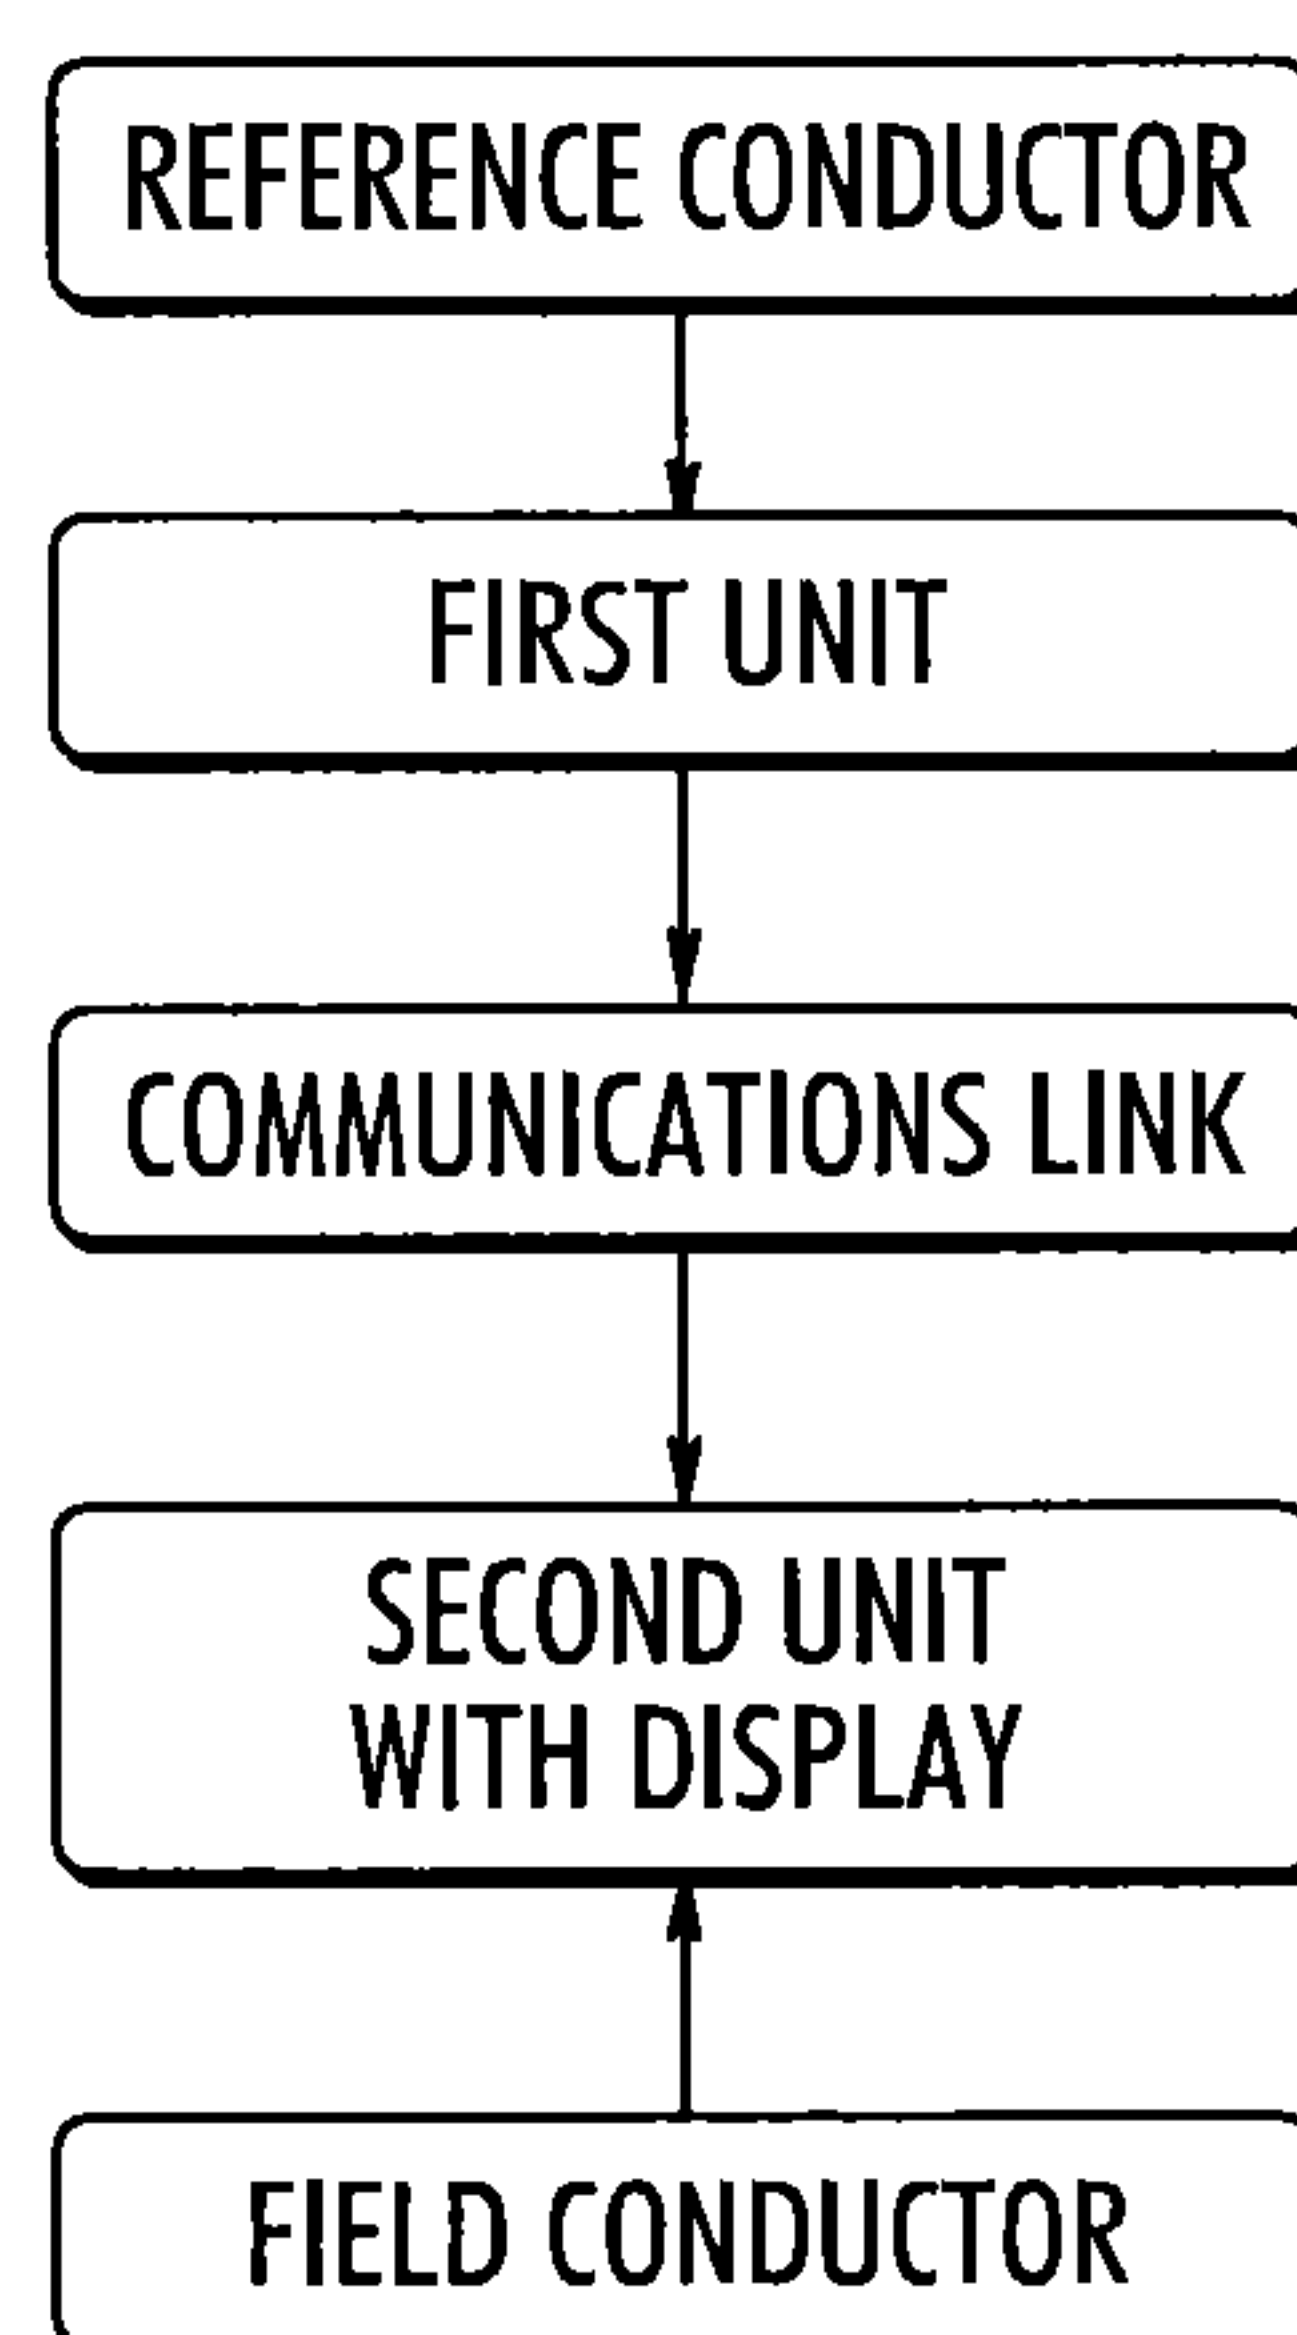 REFERENCE CONDUCTOR
FIRST UNIT
COMMUNICATIONS LINK
SECOND UNIT
WITH DISPLAY
FIELD CONDUCTOR